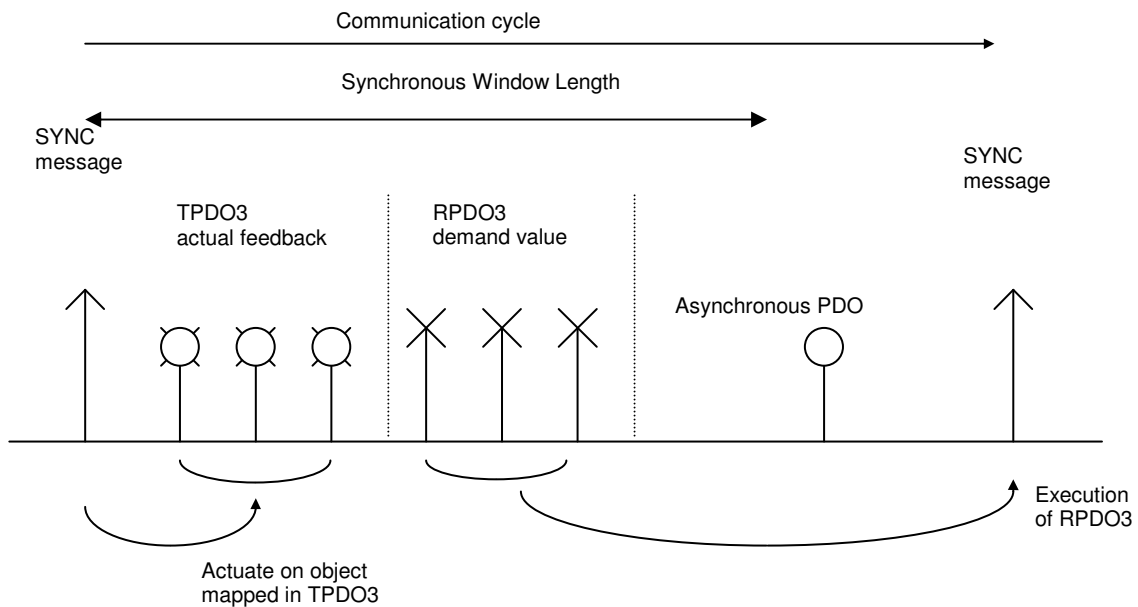 Communication cycle
Synchronous Window Length
SYNC
message
SYNC
message
TPDO3
actual feedback
RPDO3
demand value
Asynchronous PDO
Execution
of RPDO3
Actuate on object
mapped in TPDO3